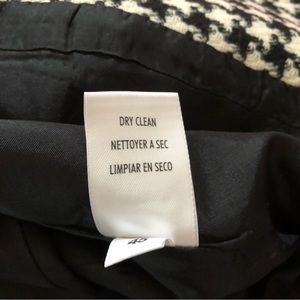 DRY CLEAN
NETTOYER A SEC
LIMPIAR EN SECO